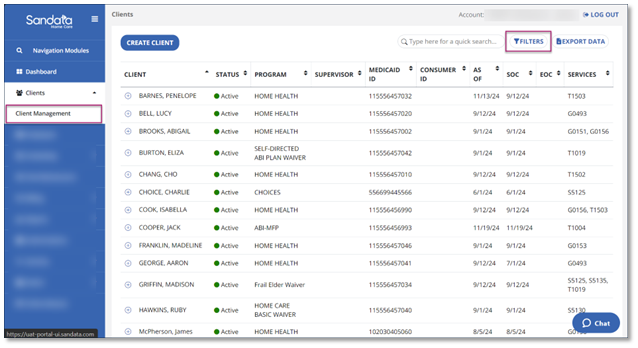 Sandata
Home Care
Clients
Account:
LOG OUT
Navigation Modules
Dashboard
Clients
Client Management
CREATE CLIENT
Type here for a quick search...
FILTERS
EXPORT DATA
CLIENT STATUS PROGRAM SUPERVISOR MEDICAID ID CONSUMER ID AS OF SOC EOC SERVICES
BARNES, PENELOPE Active HOME HEALTH 115556457032 11/13/24 9/12/24 T1503
BELL, LUCY Active HOME HEALTH 115556457020 9/12/24 9/12/24 G0493
BROOKS, ABIGAIL Active HOME HEALTH 115556457002 9/1/24 9/1/24 G0151, G0156
BURTON, ELIZA Active SELF-DIRECTED ABI PLAN WAIVER 115556457042 9/1/24 9/1/24 T1019
CHANG, CHO Active HOME HEALTH 115556457010 9/12/24 9/12/24 T1502
CHOICE, CHARLIE Active CHOICES 556699445566 6/1/24 6/1/24 S5125
COOK, ISABELLA Active HOME HEALTH 115556456990 9/12/24 9/12/24 G0156, T1503
COOPER, JACK Active ABI-MFP 115556456993 11/19/24 11/19/24 T1004
FRANKLIN, MADELINE Active HOME HEALTH 115556457046 9/1/24 9/1/24 G0153
GEORGE, AARON Active HOME HEALTH 115556457041 9/12/24 7/1/24 G0493
GRIFFIN, MADISON Active Frail Elder Waiver 115556457034 9/12/24 9/12/24 S5125, S5135, T1019
HAWKINS, RUBY Active HOME CARE BASIC WAIVER 115556457040 9/1/24 9/1/24 S5130
McPHERSON, James Active HOME HEALTH 102030405060 8/5/24 8/5/24
Chat
https://uat-portal-ui.sandata.com